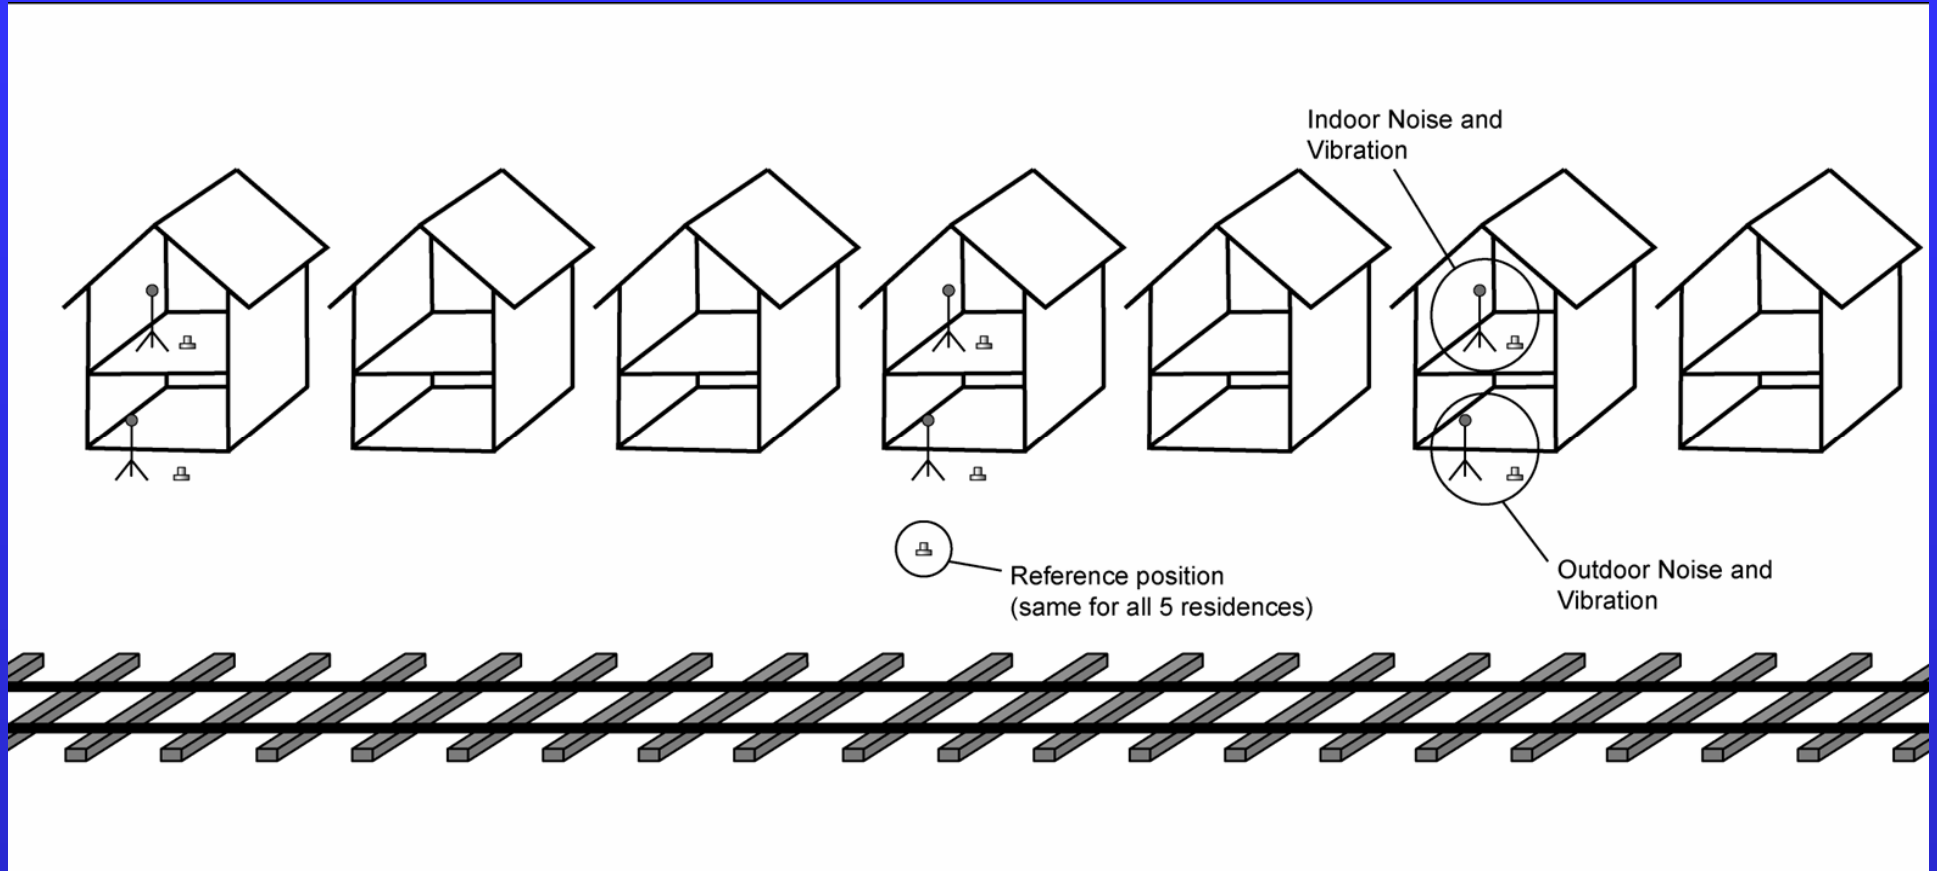 Indoor Noise and
Vibration
Reference position
(same for all 5 residences)
Outdoor Noise and
Vibration